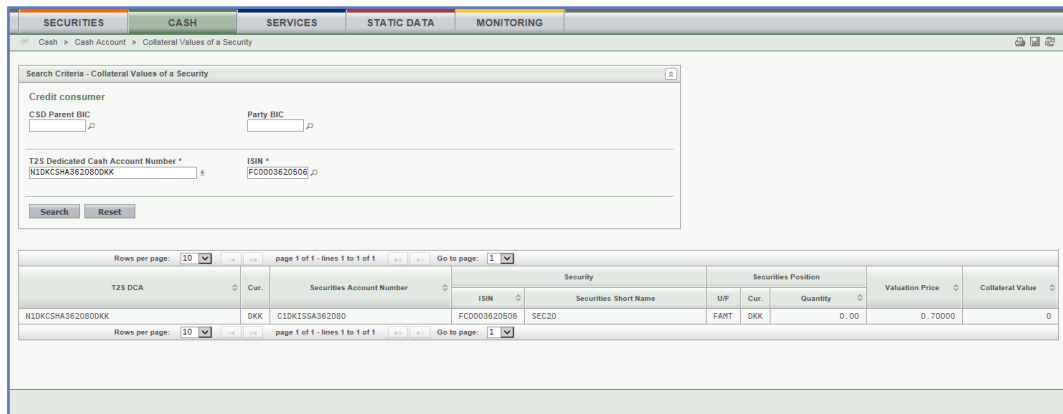 SECURITIES CASH SERVICES STATIC DATA MONITORING
Cash > Cash Account > Collateral Values of a Security
Search Criteria - Collateral Values of a Security
Credit consumer
CSD Parent BIC Party BIC
T2S Dedicated Cash Account Number * ISIN *
N1DKCSHA362080DKK FC0003620506
Search Reset
Rows per page: 10 page 1 of 1 - lines 1 to 1 of 1 Go to page: 1
Security Securities Position
T2S DCA Cur. Securities Account Number Valuation Price Collateral Value
ISIN Securities Short Name U/F Cur. Quantity
N1DKCSHA362080DKK DKK C1DKISSA362080 FC0003620506 SEC20 FAMT DKK 0.00 0.70000 0
Rows per page: 10 page 1 of 1 - lines 1 to 1 of 1 Go to page: 1